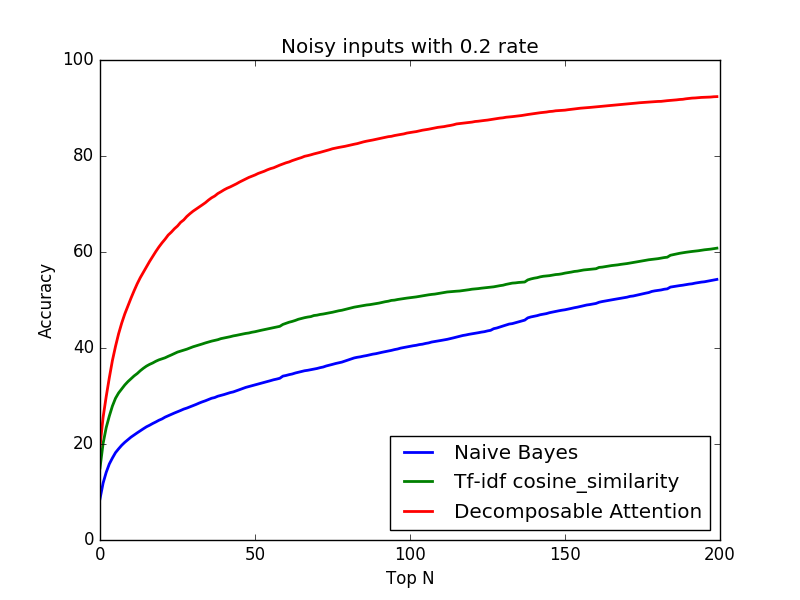 Noisy inputs with 0.2 rate
100
80
60
40
20
0
Accuracy
0 50 100 150 200
Top N
Naive Bayes
Tf-idf cosine_similarity
Decomposable Attention